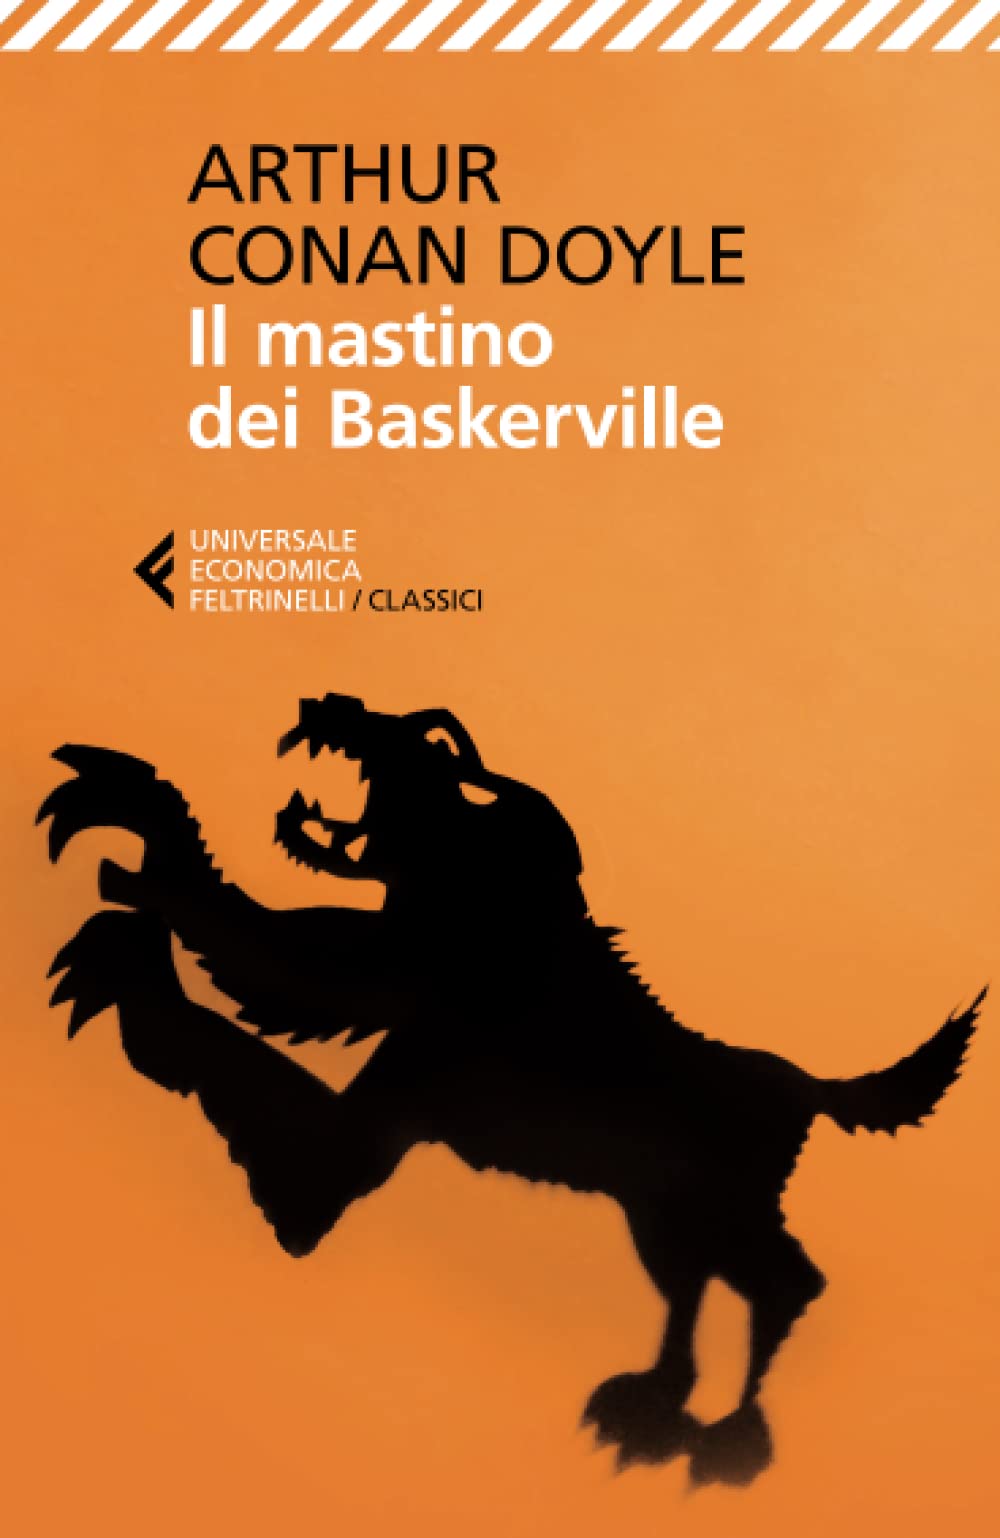 ARTHUR
CONAN DOYLE
Il mastino
dei Baskerville
UNIVERSALE
ECONOMICA
FELTRINELLI / CLASSICI